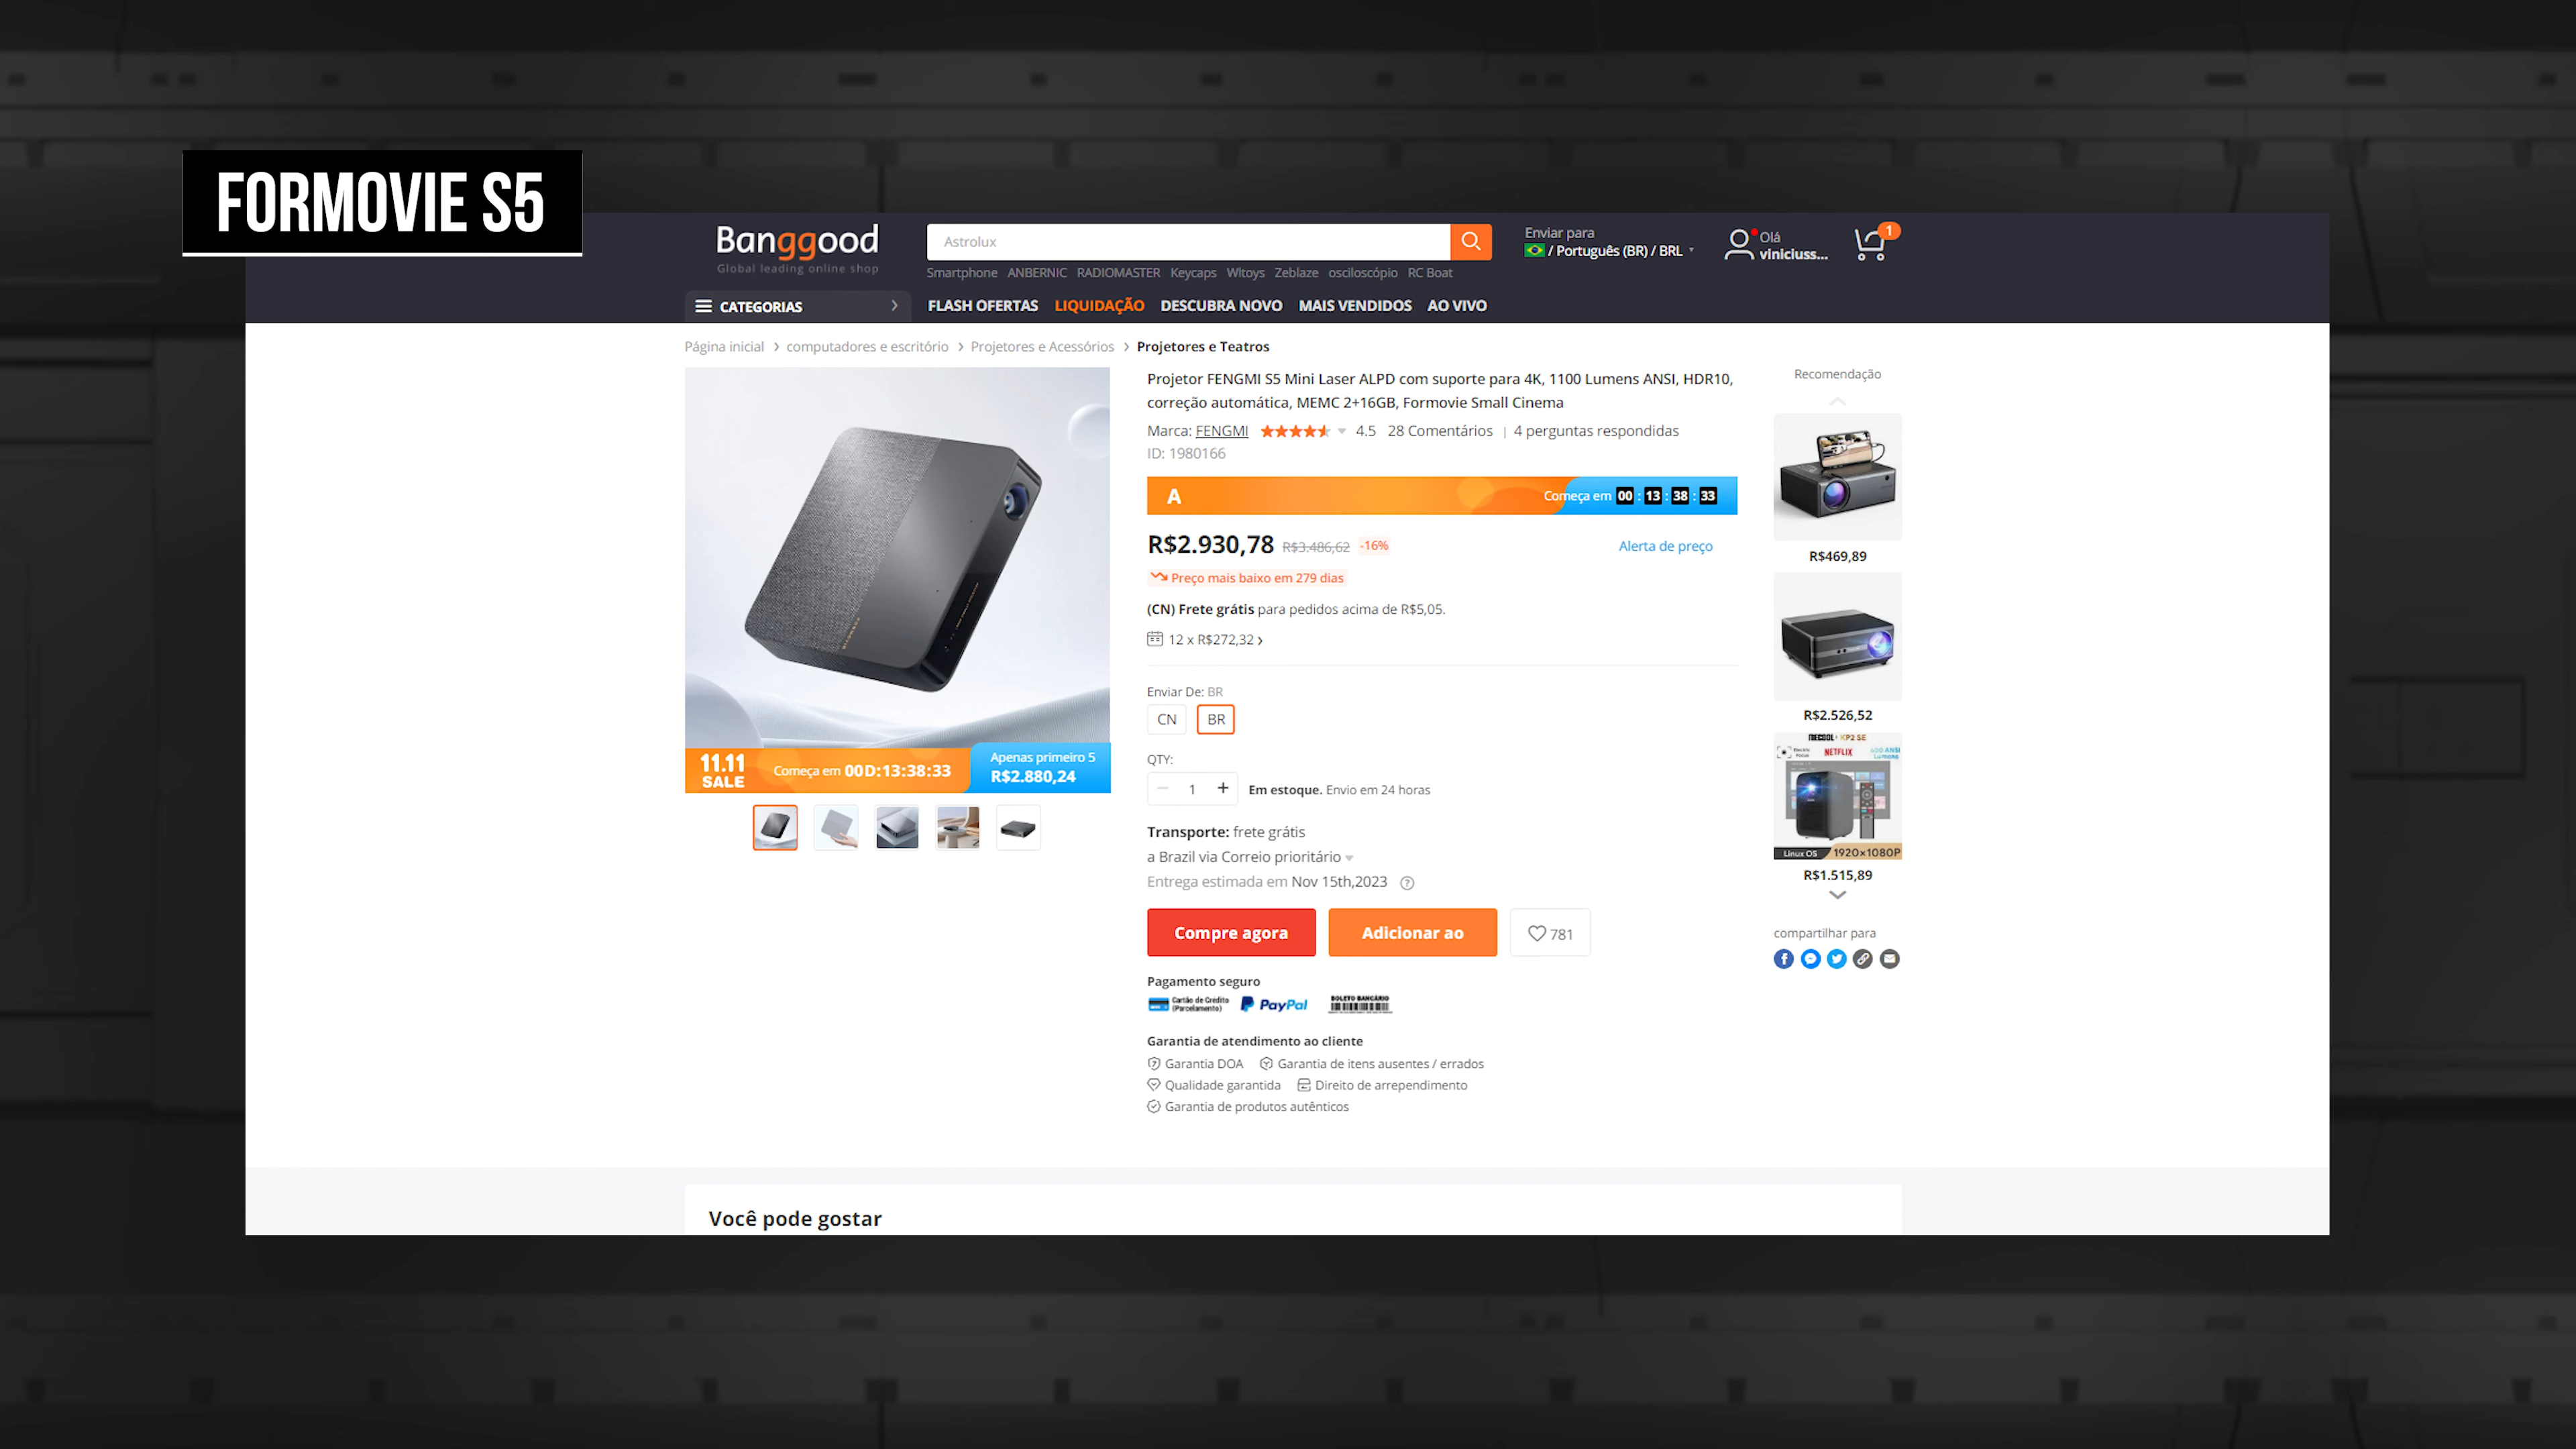 FORMOVIE S5
Banggood
Global leading online shop
Astrolux
Enviar para
/ Português (BR) / BRL
Olá
viniciuss...
1
Smartphone ANBERNIC RADIOMASTER Keycaps Wltoys Zeblaze osciloscópio RC Boat
CATEGORIAS
FLASH OFERTAS LIQUIDAÇÃO DESCUBRA NOVO MAIS VENDIDOS AO VIVO
Página inicial > computadores e escritório > Projetores e Acessórios > Projetores e Teatros
Projetor FENGMI S5 Mini Laser ALPD com suporte para 4K, 1100 Lumens ANSI, HDR10,
correção automática, MEMC 2+16GB, Formovie Small Cinema
Marca: FENGMI 4.5 28 Comentários | 4 perguntas respondidas
ID: 1980166
A
Começa em 00 : 13 : 38 : 33
R$2.930,78 R$3.486,62 -16%
Alerta de preço
Preço mais baixo em 279 dias
(CN) Frete grátis para pedidos acima de R$5,05.
12 x R$272,32 >
Enviar De: BR
CN BR
QTY:
− 1 + Em estoque. Envio em 24 horas
Transporte: frete grátis
a Brazil via Correio prioritário
Entrega estimada em Nov 15th,2023 ?
Compre agora
Adicionar ao
781
Pagamento seguro
Cartão de Crédito
(Parcelamento)
PayPal
BOLETO BANCÁRIO
Garantia de atendimento ao cliente
Garantia DOA Garantia de itens ausentes / errados
Qualidade garantida Direito de arrependimento
Garantia de produtos autênticos
11.11
SALE
Começa em 00D:13:38:33
Apenas primeiro 5
R$2.880,24
Recomendação
R$469,89
R$2.526,52
KP2 SE
NETFLIX
Linux OS 1920×1080P
R$1.515,89
compartilhar para
Você pode gostar